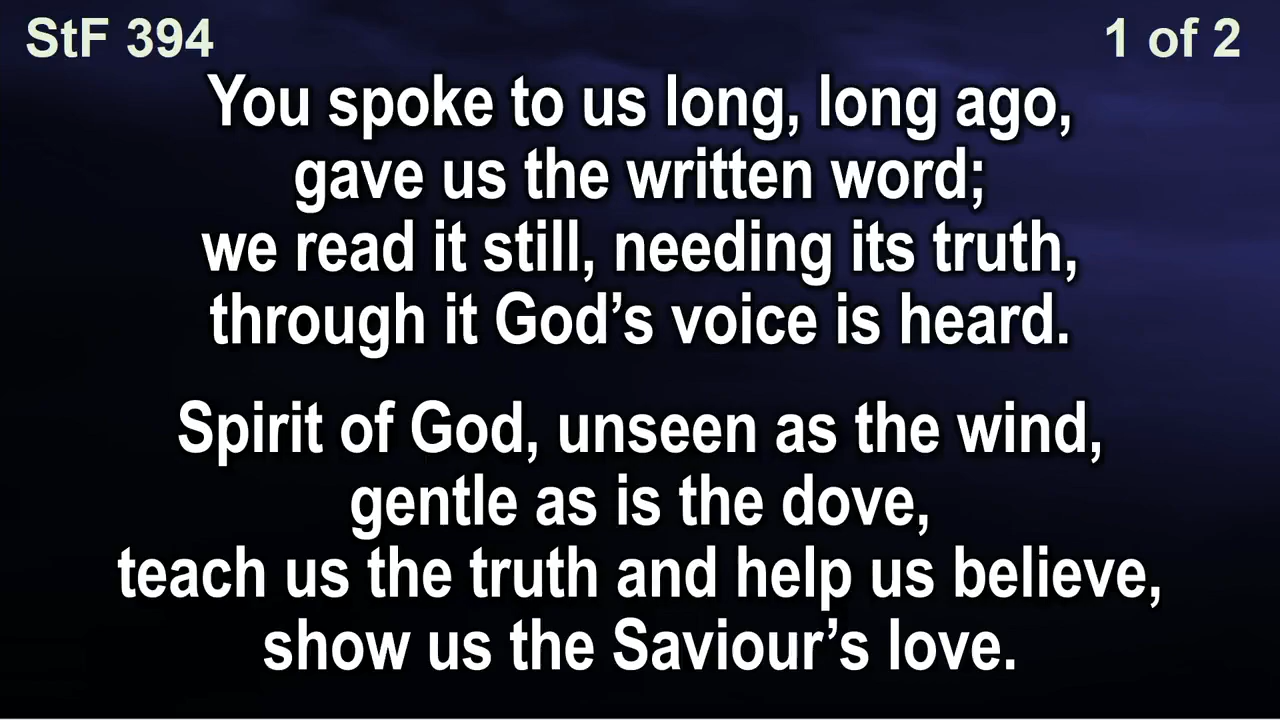 StF 394
1 of 2
You spoke to us long, long ago,
gave us the written word;
we read it still, needing its truth,
through it God’s voice is heard.
Spirit of God, unseen as the wind,
gentle as is the dove,
teach us the truth and help us believe,
show us the Saviour’s love.